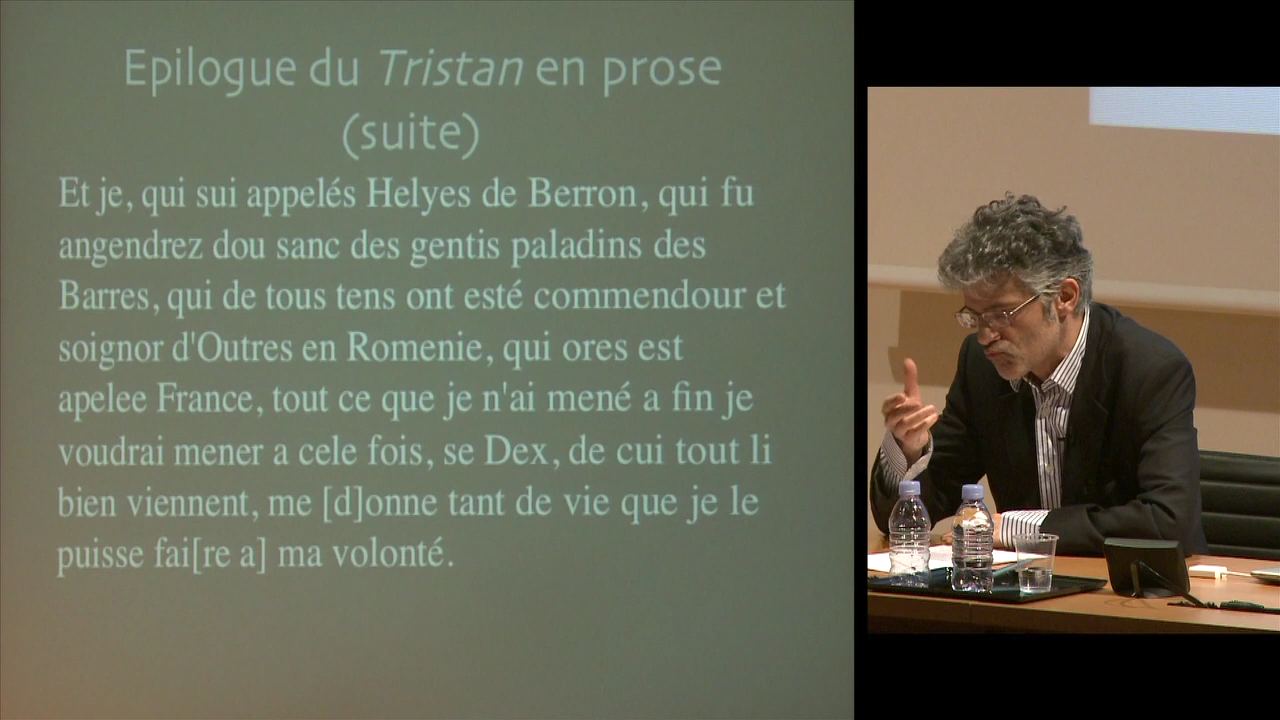 Epilogue du Tristan en prose
(suite)
Et je, qui sui appelés Helyes de Berron, qui fu
angendrez dou sanc des gentis paladins des
Barres, qui de tous tens ont esté commendour et
soignor d'Outres en Romenie, qui ores est
apelee France, tout ce que je n'ai mené a fin je
voudrai mener a cele fois, se Dex, de cui tout li
bien viennent, me [d]onne tant de vie que je le
puisse fai[re a] ma volonté.